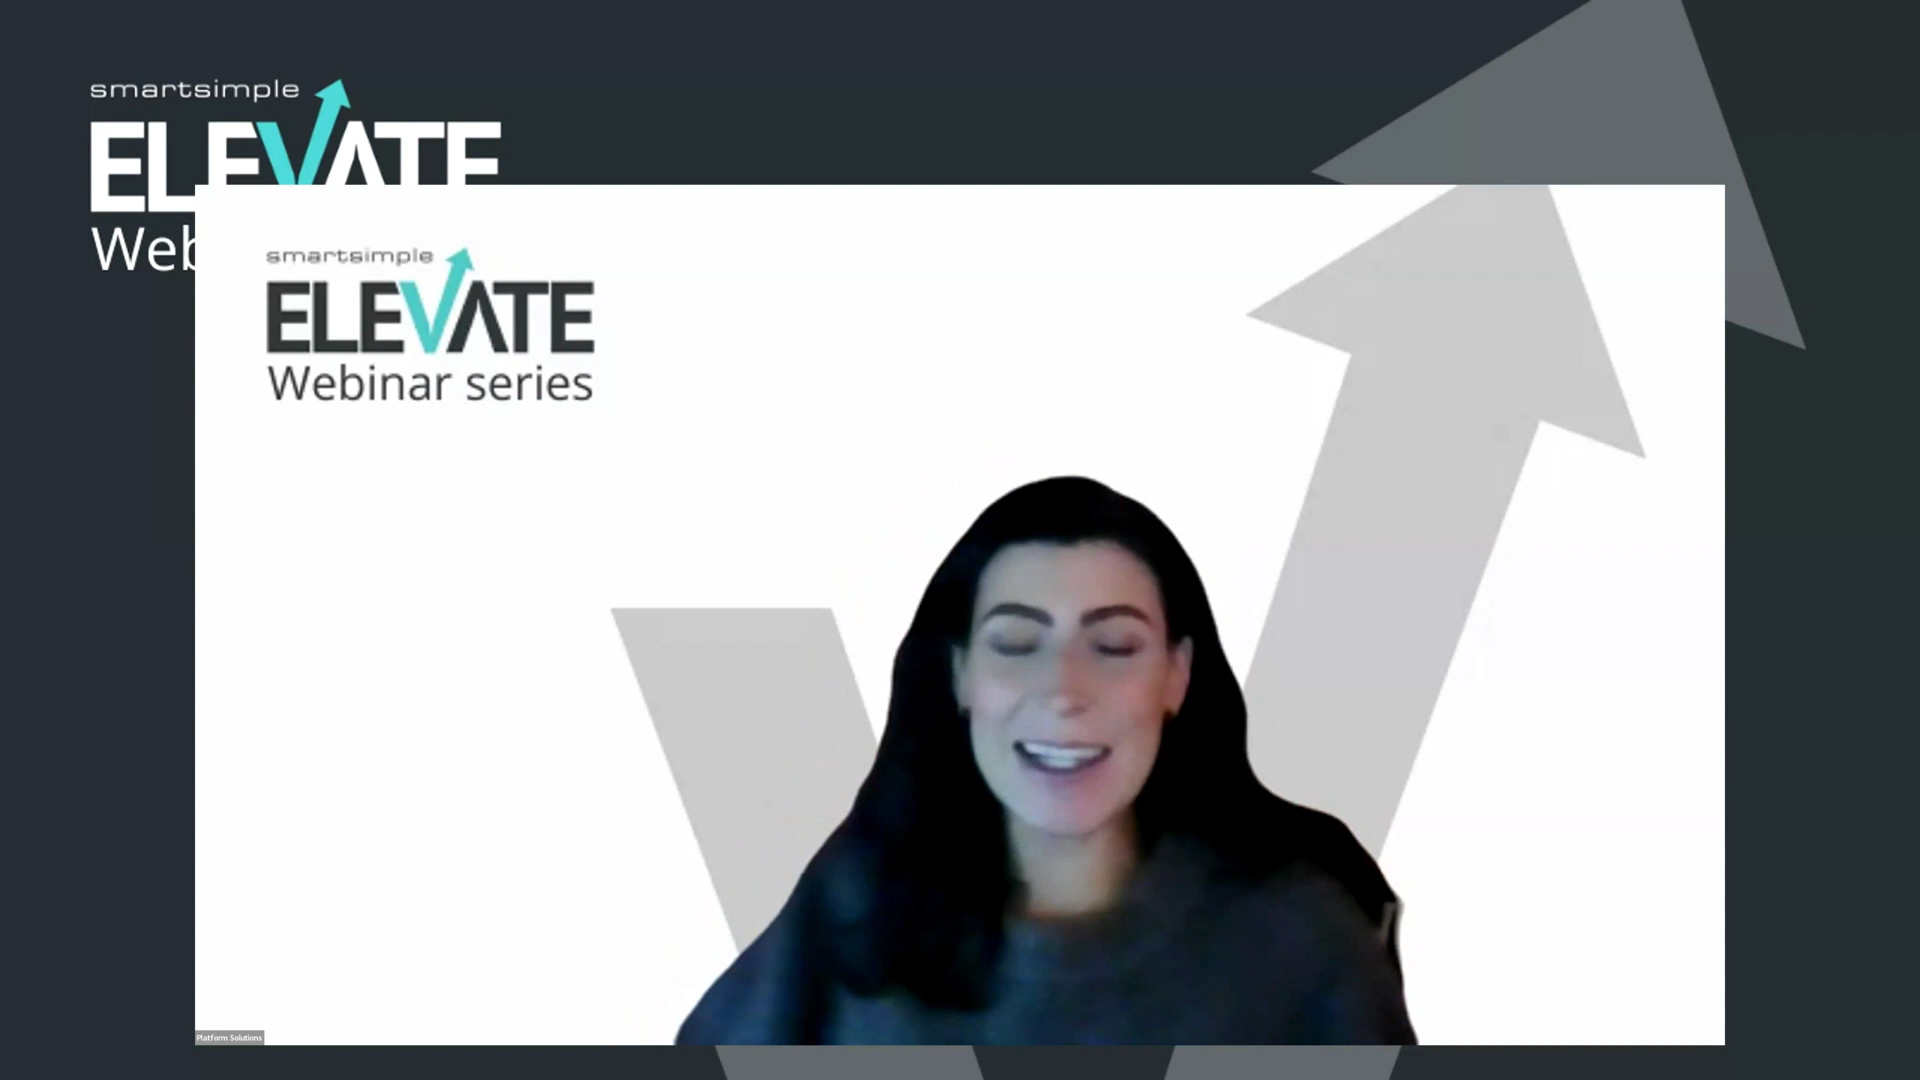 smartsimple
ELEVATE
Web
smartsimple
ELEVATE
Webinar series
Platform Solutions